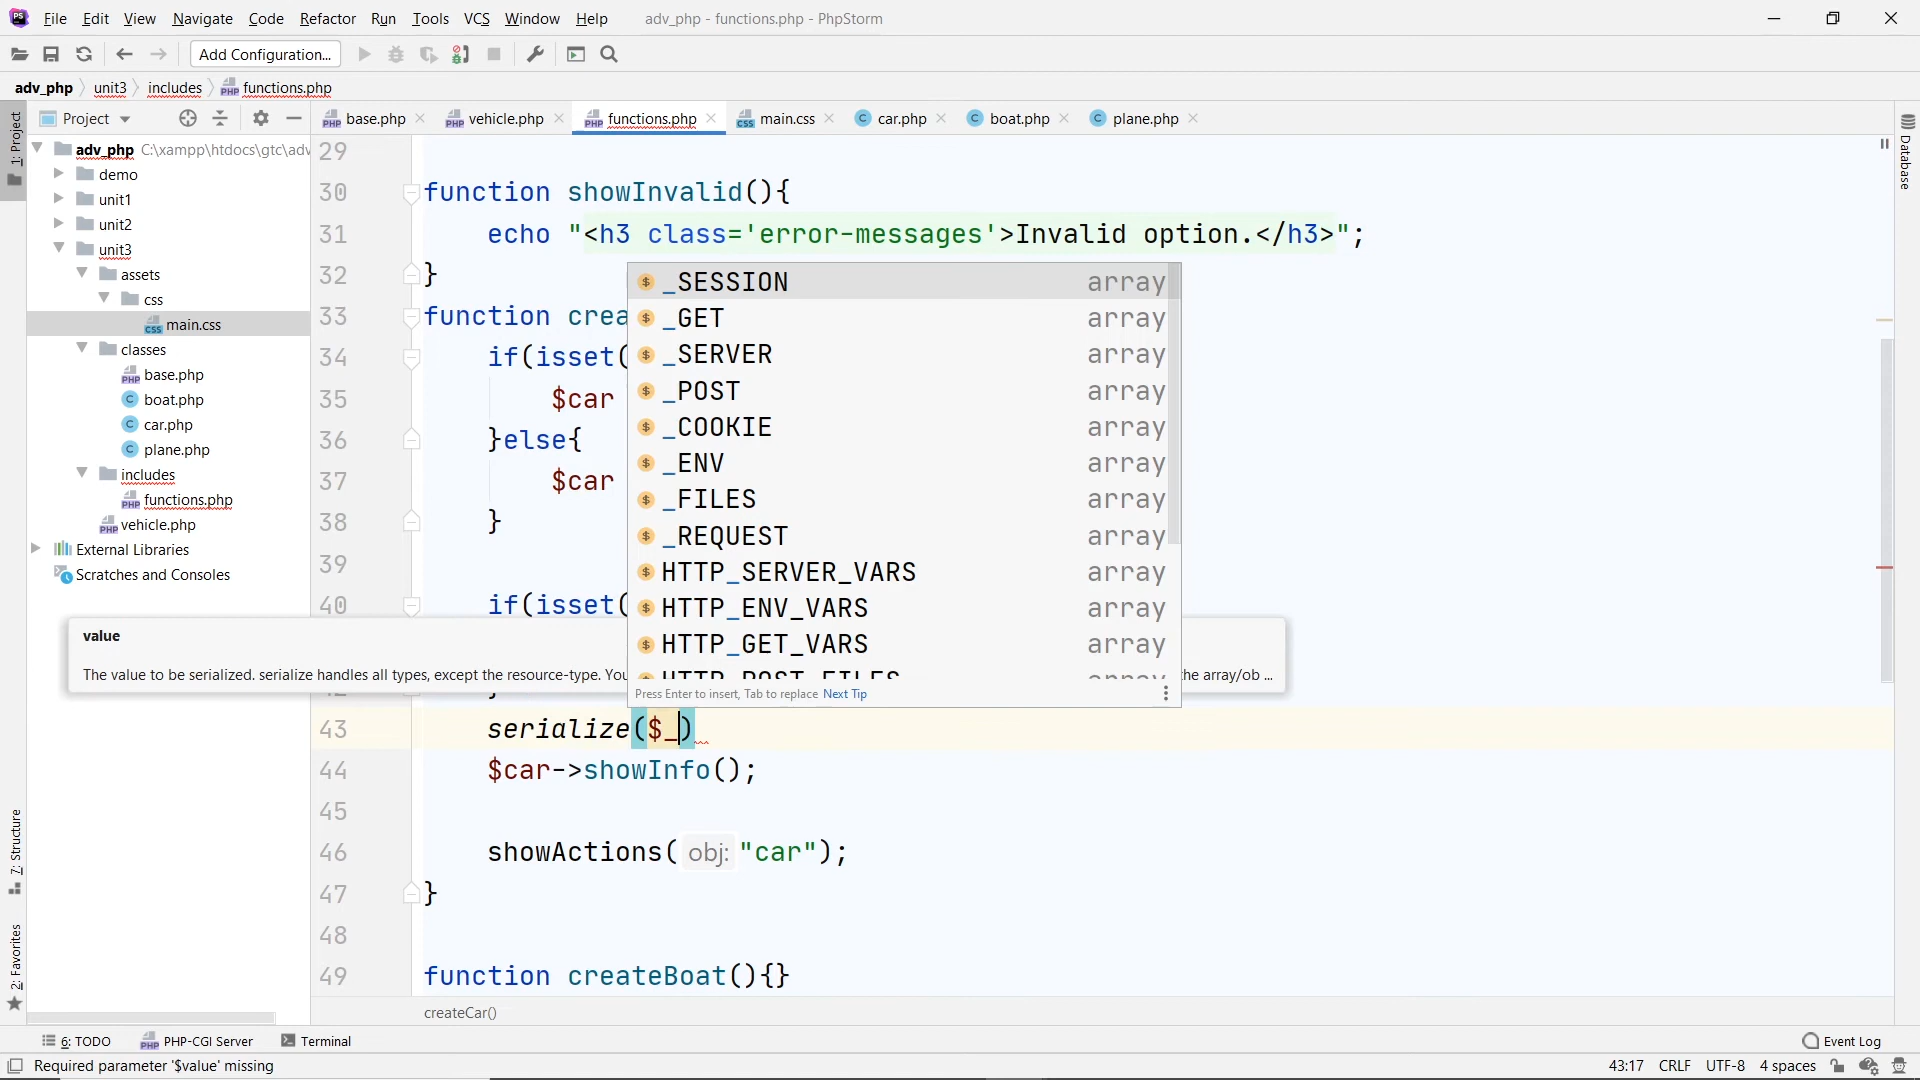 File Edit View Navigate Code Refactor Run Tools VCS Window Help adv_php - functions.php - PhpStorm
Add Configuration...
adv_php unit3 includes functions.php
1: Project
Project
base.php vehicle.php functions.php main.css car.php boat.php plane.php
Database
adv_php C:\xampp\htdocs\gtc\adv
demo
unit1
unit2
unit3
assets
css
main.css
classes
base.php
boat.php
car.php
plane.php
includes
functions.php
vehicle.php
External Libraries
Scratches and Consoles
7: Structure
2: Favorites
29
30 function showInvalid(){
31 echo "<h3 class='error-messages'>Invalid option.</h3>";
32 }
33 function crea
34 if(isset(
35 $car
36 }else{
37 $car
38 }
39
40 if(isset(
_SESSION array
_GET array
_SERVER array
_POST array
_COOKIE array
_ENV array
_FILES array
_REQUEST array
HTTP_SERVER_VARS array
HTTP_ENV_VARS array
HTTP_GET_VARS array
HTTP_POST_FILES array
Press Enter to insert, Tab to replace Next Tip
value
The value to be serialized. serialize handles all types, except the resource-type. You he array/ob ...
43 serialize($_)
44 $car->showInfo();
45
46 showActions( obj: "car");
47 }
48
49 function createBoat(){}
createCar()
6: TODO PHP-CGI Server Terminal Event Log
Required parameter '$value' missing 43:17 CRLF UTF-8 4 spaces